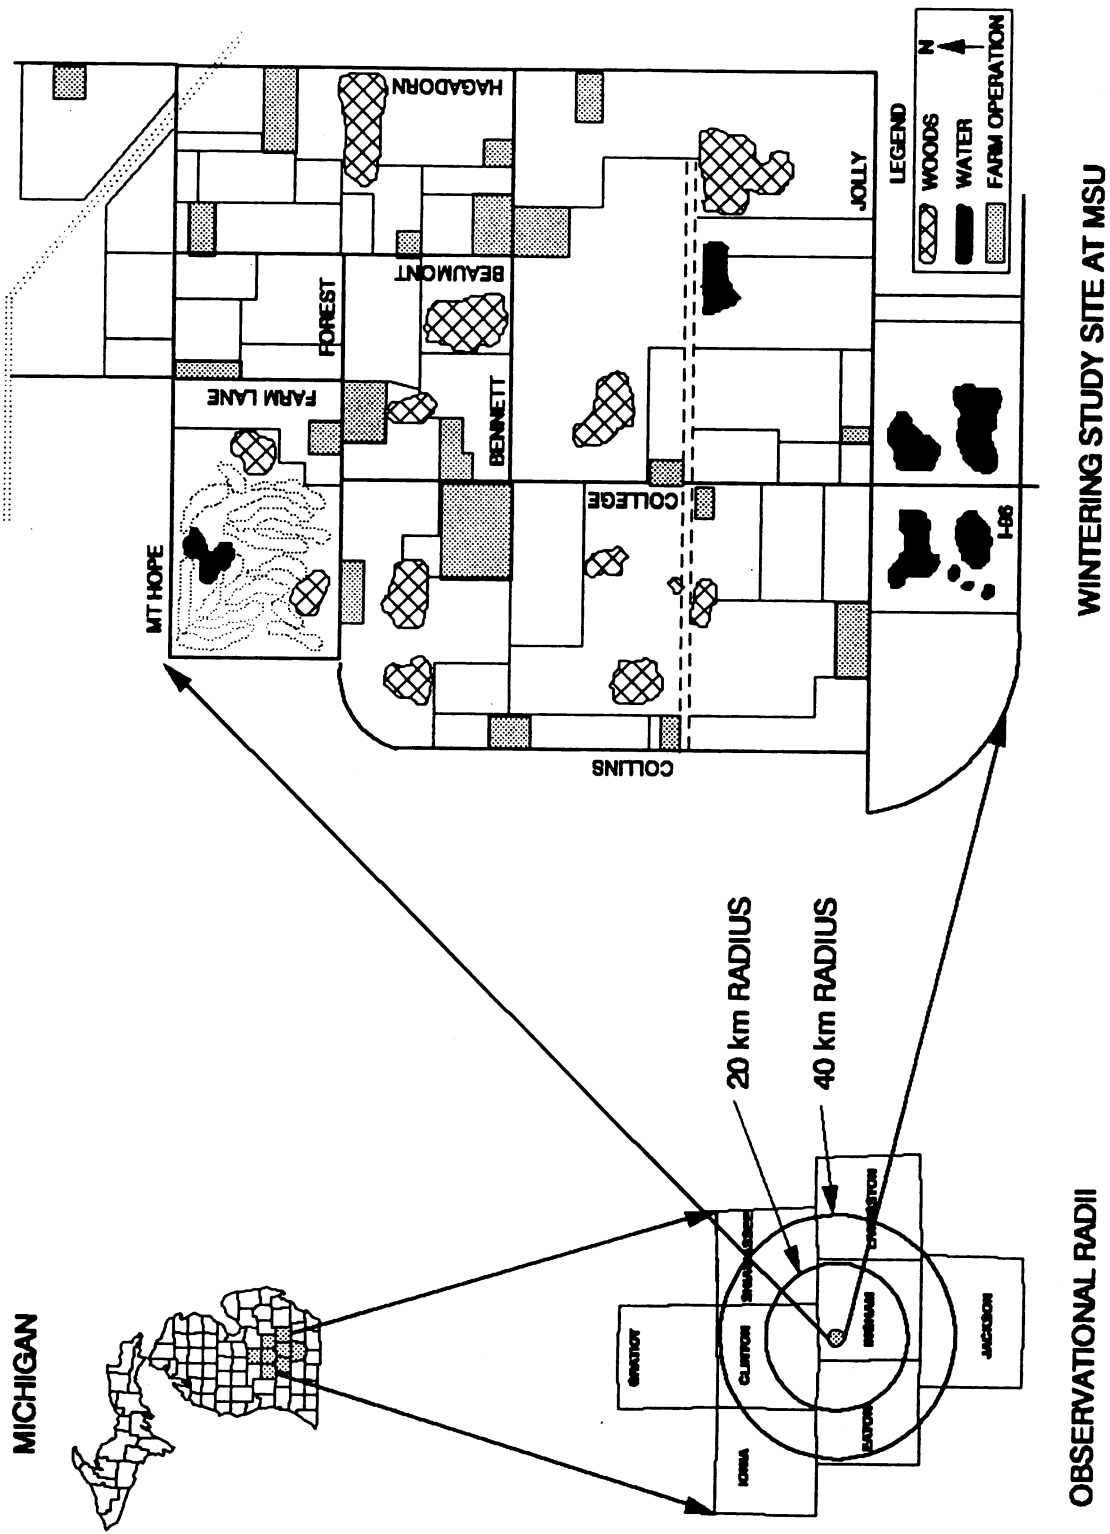 MICHIGAN
GRATIOT
IONIA
CLINTON
SHIAWASSEE
EATON
INGHAM
LIVINGSTON
JACKSON
20 km RADIUS
40 km RADIUS
OBSERVATIONAL RADII
MT HOPE
FARM LANE
FOREST
HAGADORN
BEAUMONT
BENNETT
COLLEGE
COLLINS
JOLLY
I-96
LEGEND
WOODS
WATER
FARM OPERATION
N
WINTERING STUDY SITE AT MSU